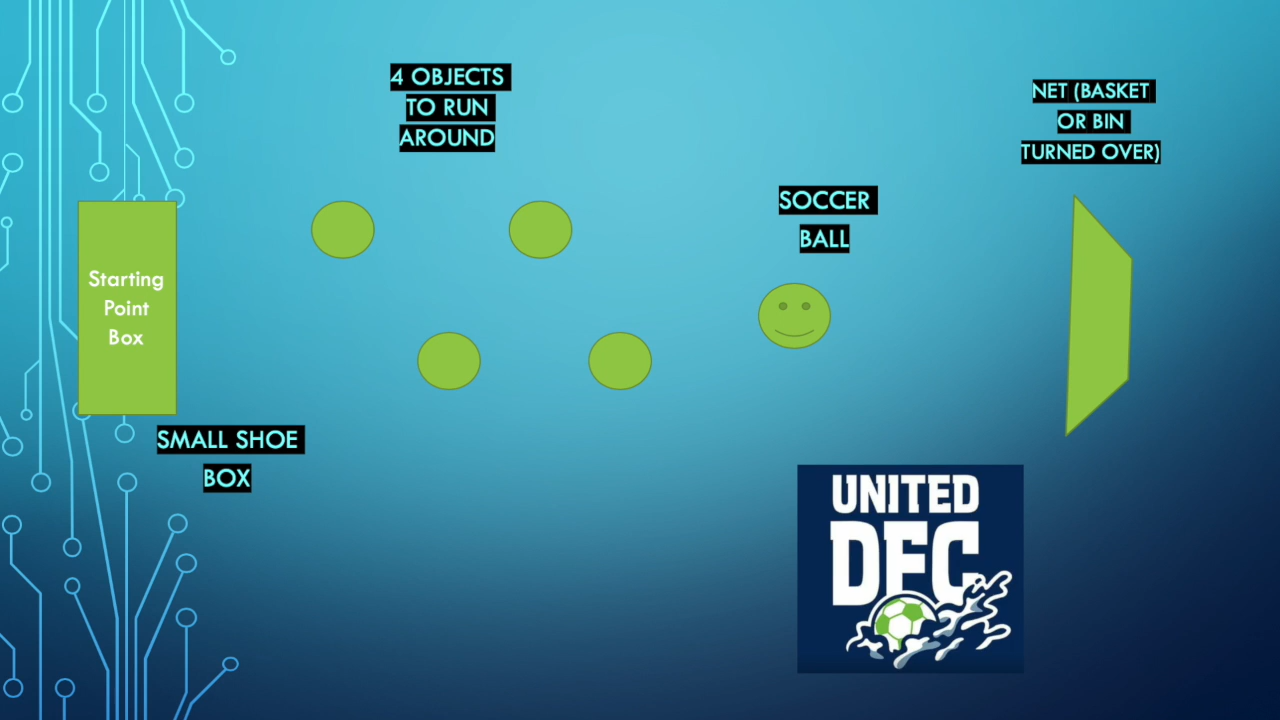 4 OBJECTS
TO RUN
AROUND
NET (BASKET
OR BIN
TURNED OVER)
SOCCER
BALL
Starting
Point
Box
SMALL SHOE
BOX
UNITED
DFC